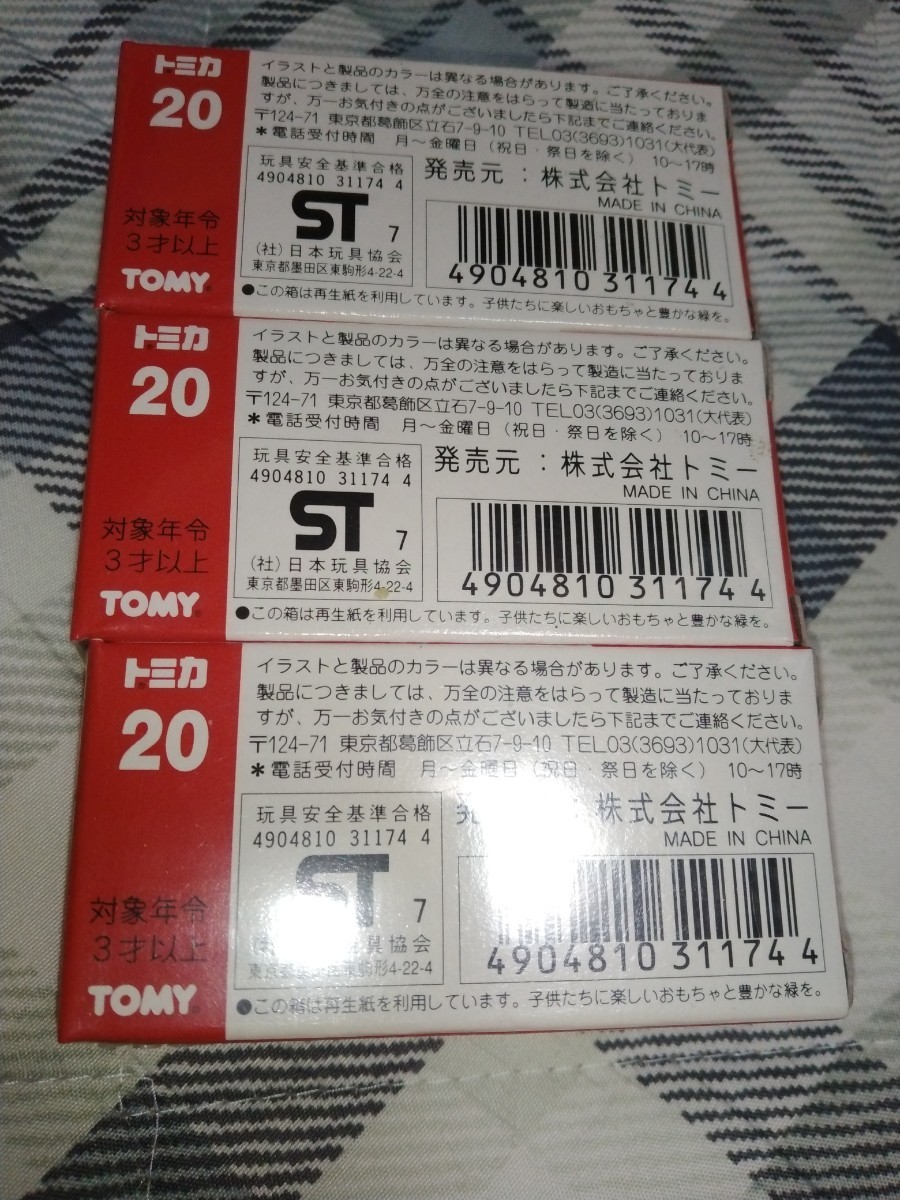 トミカ
20
対象年令
3才以上
TOMY
イラストと製品のカラーは異なる場合があります。ご了承ください。
製品につきましては、万全の注意をはらって製造に当たっておりま
すが、万一お気付きの点がございましたら下記までご連絡ください。
〒124-71 東京都葛飾区立石7-9-10 TEL03(3693)1031(大代表)
＊電話受付時間 月〜金曜日(祝日・祭日を除く) 10〜17時
玩具安全基準合格
4904810 31174 4
ST 7
(社)日本玩具協会
東京都墨田区東駒形4-22-4
発売元：株式会社トミー
MADE IN CHINA
4904810 311744
●この箱は再生紙を利用しています。子供たちに楽しいおもちゃと豊かな緑を。
トミカ
20
対象年令
3才以上
TOMY
イラストと製品のカラーは異なる場合があります。ご了承ください。
製品につきましては、万全の注意をはらって製造に当たっておりま
すが、万一お気付きの点がございましたら下記までご連絡ください。
〒124-71 東京都葛飾区立石7-9-10 TEL03(3693)1031(大代表)
＊電話受付時間 月〜金曜日(祝日・祭日を除く) 10〜17時
玩具安全基準合格
4904810 31174 4
ST 7
(社)日本玩具協会
東京都墨田区東駒形4-22-4
発売元：株式会社トミー
MADE IN CHINA
4904810 311744
●この箱は再生紙を利用しています。子供たちに楽しいおもちゃと豊かな緑を。
トミカ
20
対象年令
3才以上
TOMY
イラストと製品のカラーは異なる場合があります。ご了承ください。
製品につきましては、万全の注意をはらって製造に当たっておりま
すが、万一お気付きの点がございましたら下記までご連絡ください。
〒124-71 東京都葛飾区立石7-9-10 TEL03(3693)1031(大代表)
＊電話受付時間 月〜金曜日(祝日・祭日を除く) 10〜17時
玩具安全基準合格
4904810 31174 4
ST 7
具協会
駒形4-22-4
株式会社トミー
MADE IN CHINA
4904810 311744
●この箱は再生紙を利用しています。子供たちに楽しいおもちゃと豊かな緑を。